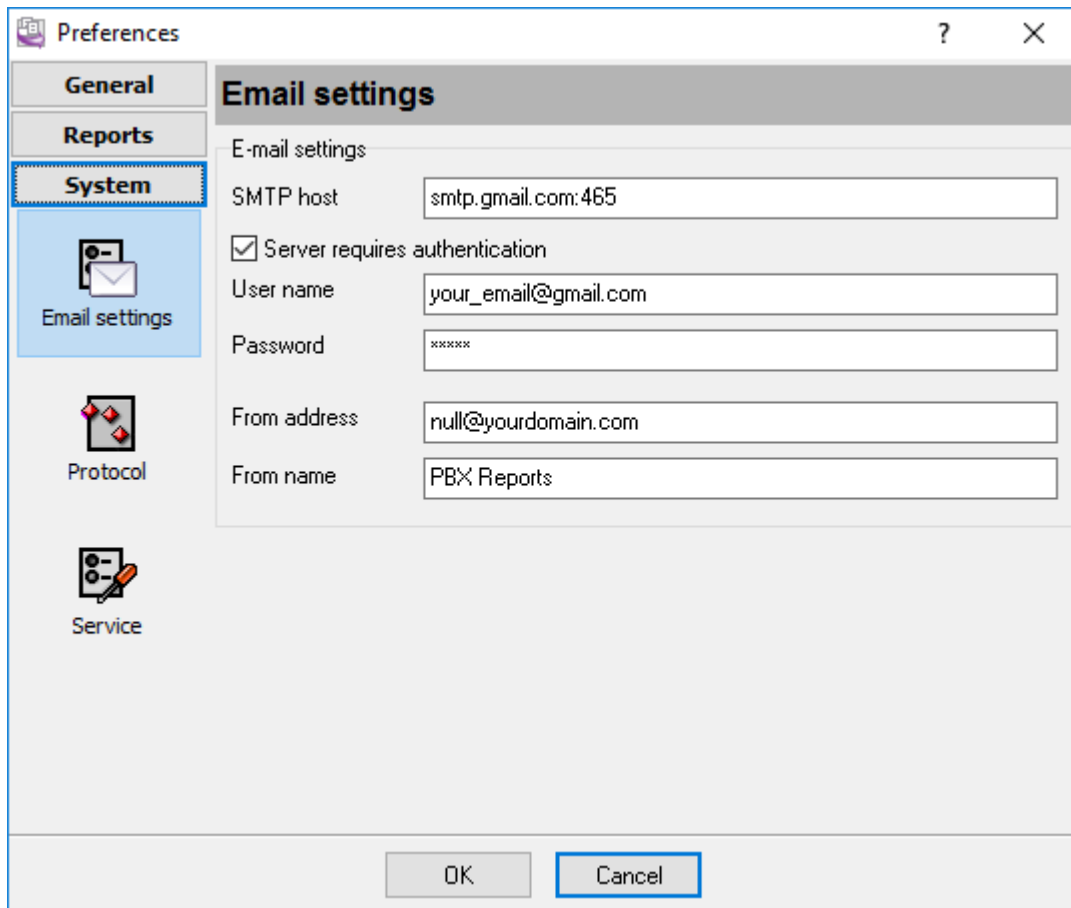 Preferences
?
General
Reports
System
Email settings
Protocol
Service
Email settings
E-mail settings
SMTP host
smtp.gmail.com:465
Server requires authentication
User name
your_email@gmail.com
Password
*****
From address
null@yourdomain.com
From name
PBX Reports
OK
Cancel